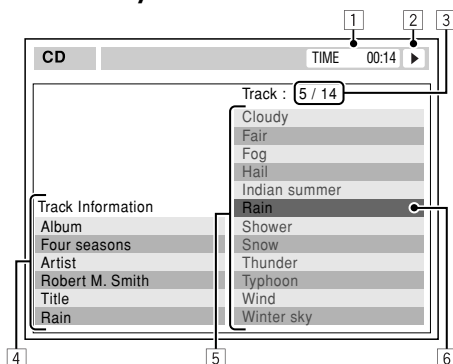 1 2 3
CD TIME 00:14
Track : 5 / 14
Cloudy
Fair
Fog
Hail
Indian summer
Rain
Shower
Snow
Thunder
Typhoon
Wind
Winter sky
Track Information
Album
Four seasons
Artist
Robert M. Smith
Title
Rain
4 5 6